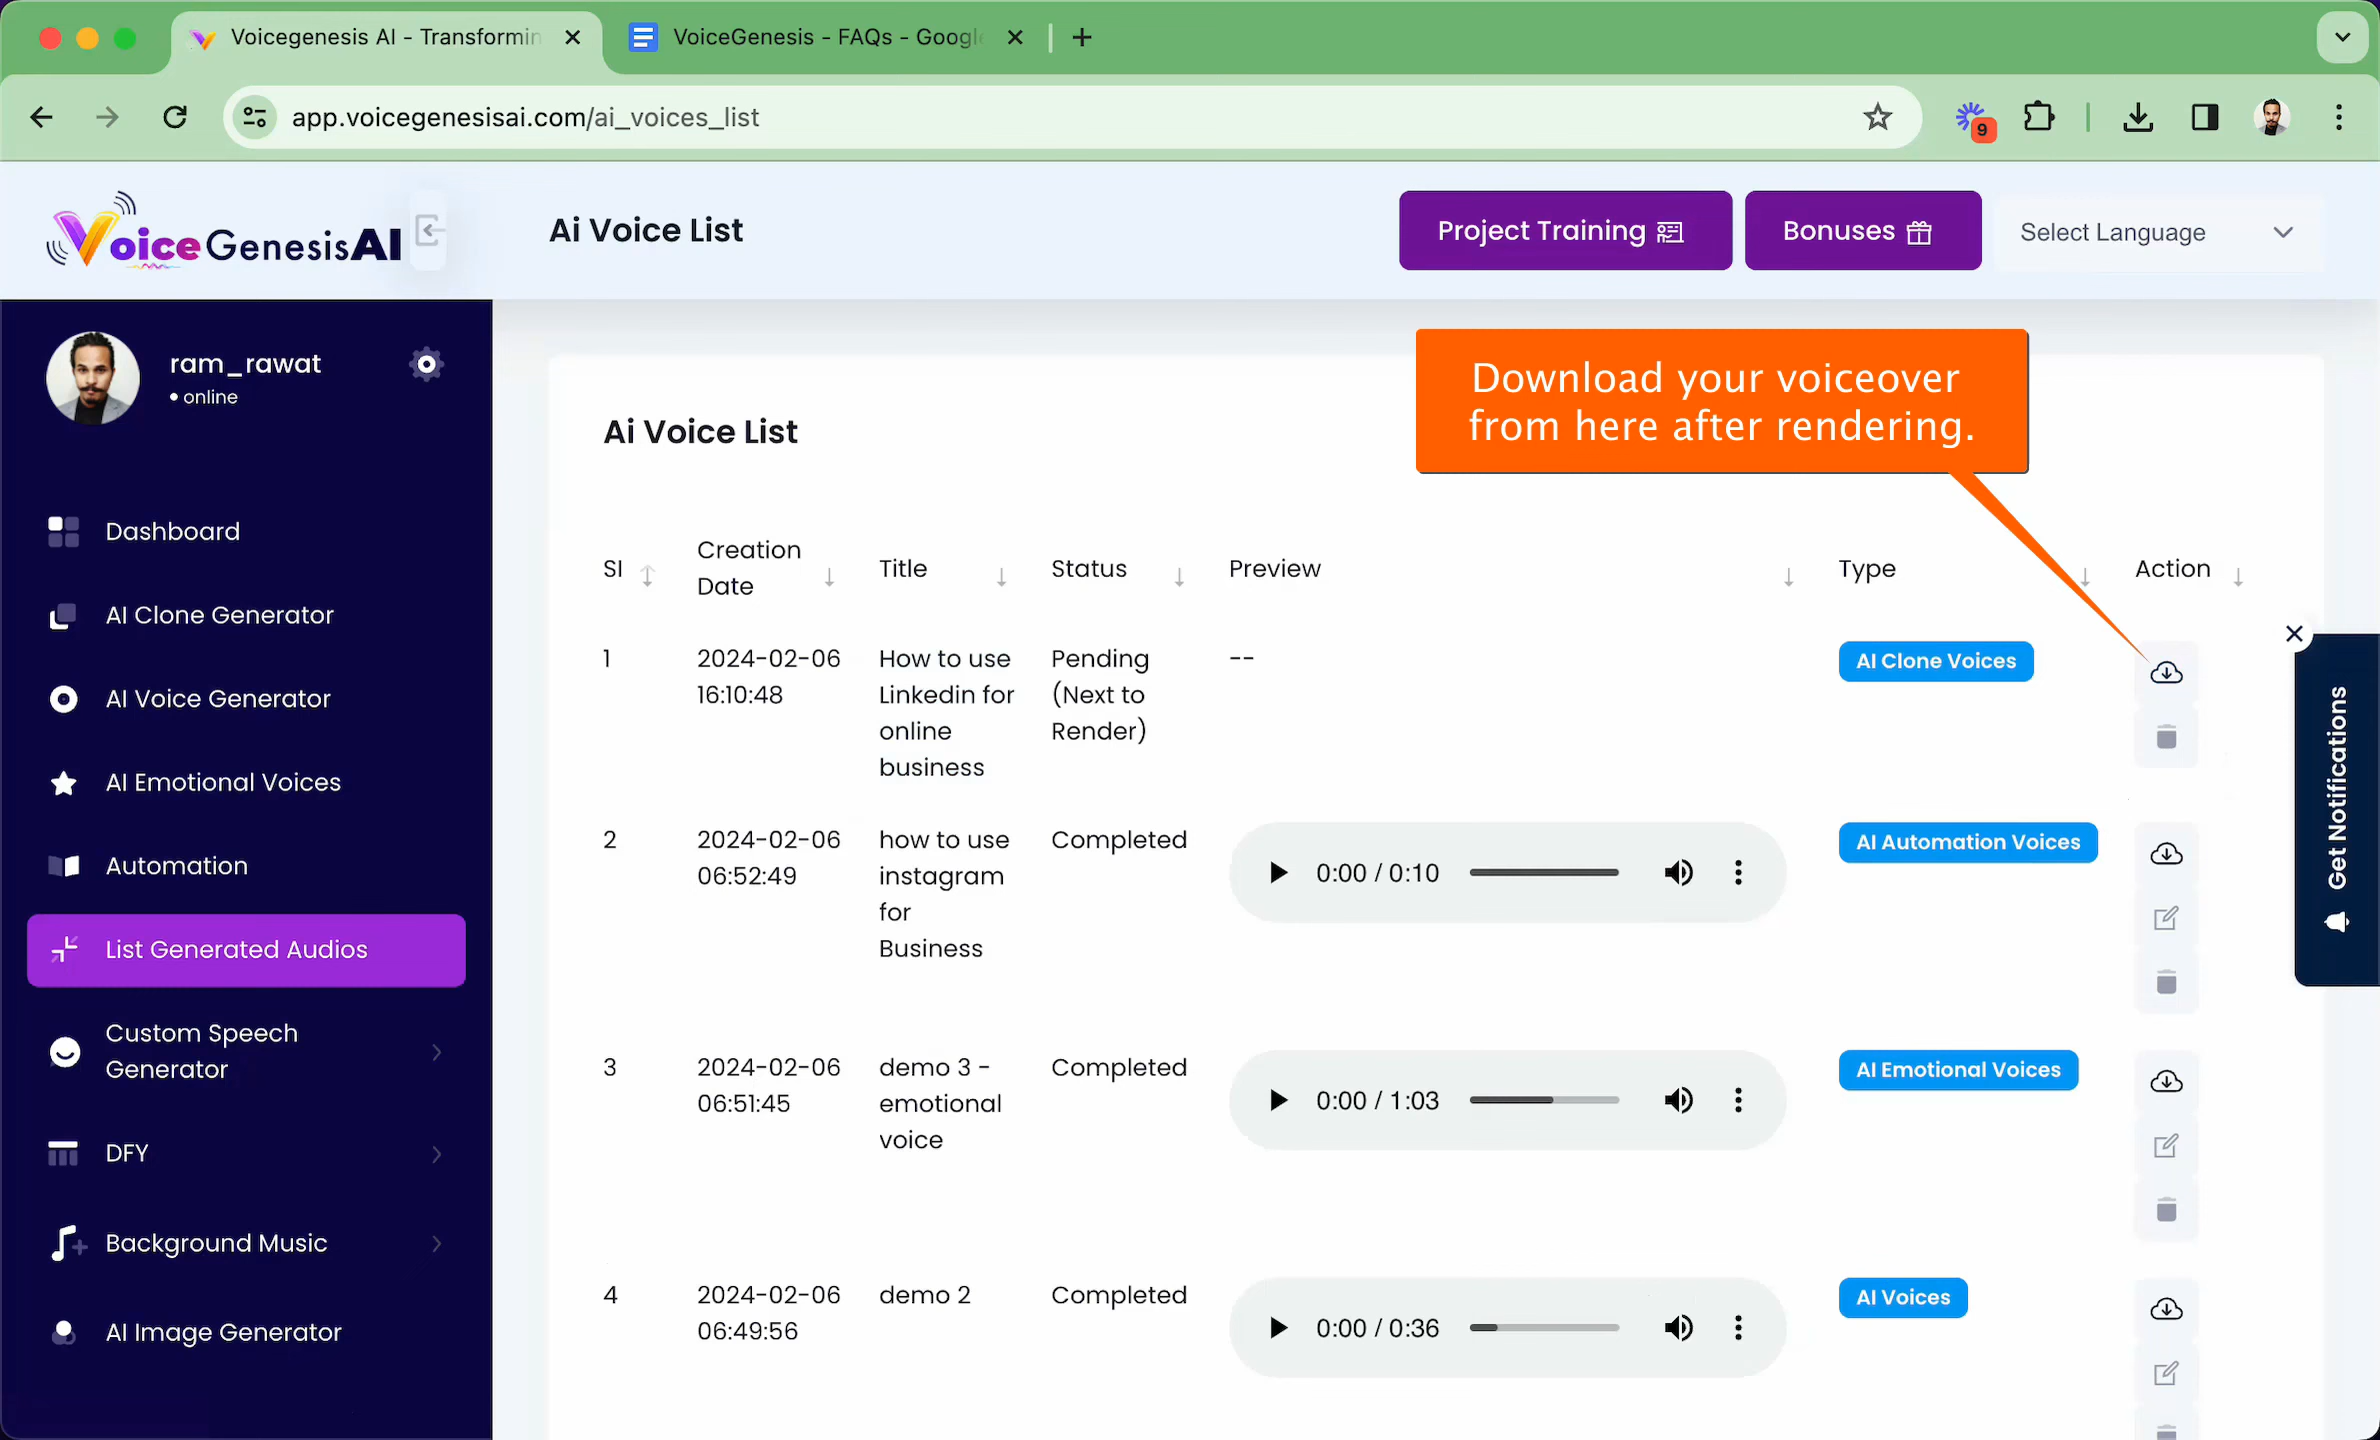 Voicegenesis AI - Transformin
VoiceGenesis - FAQs - Googl
app.voicegenesisai.com/ai_voices_list
9
VoiceGenesisAI
Ai Voice List
Project Training
Bonuses
Select Language
ram_rawat
• online
Dashboard
AI Clone Generator
AI Voice Generator
AI Emotional Voices
Automation
List Generated Audios
Custom Speech
Generator
DFY
Background Music
AI Image Generator
Download your voiceover
from here after rendering.
Ai Voice List
Sl
Creation
Date
Title
Status
Preview
Type
Action
1
2024-02-06
16:10:48
How to use
Linkedin for
online
business
Pending
(Next to
Render)
--
AI Clone Voices
2
2024-02-06
06:52:49
how to use
instagram
for
Business
Completed
0:00 / 0:10
AI Automation Voices
3
2024-02-06
06:51:45
demo 3 -
emotional
voice
Completed
0:00 / 1:03
AI Emotional Voices
4
2024-02-06
06:49:56
demo 2
Completed
0:00 / 0:36
AI Voices
Get Notifications